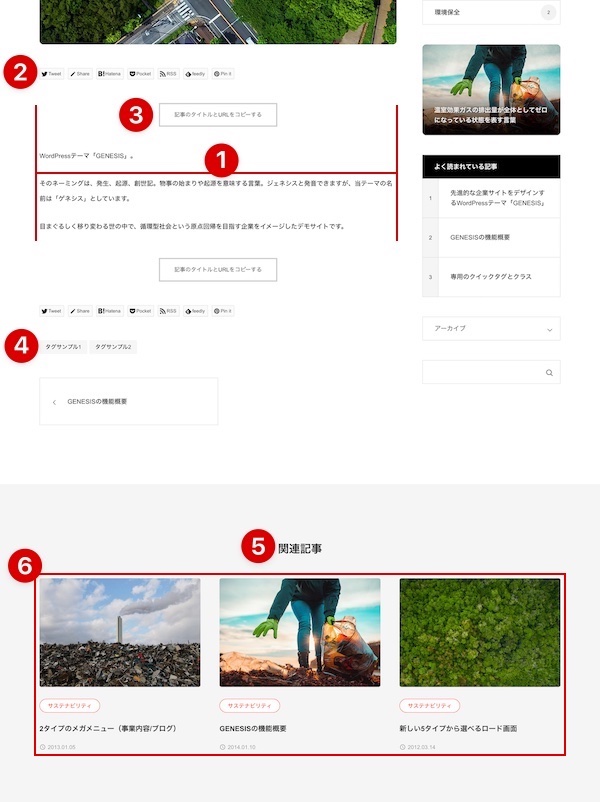 環境保全
2
温室効果ガスの排出量が全体としてゼロ
になっている状態を表す言葉
2
Tweet
Share
B! Hatena
Pocket
RSS
feedly
Pin it
3
記事のタイトルとURLをコピーする
1
WordPressテーマ「GENESIS」。
そのネーミングは、発生、起源、創世記。物事の始まりや起源を意味する言葉。ジェネシスと発音できますが、当テーマの名
前は「ゲネシス」としています。
目まぐるしく移り変わる世の中で、循環型社会という原点回帰を目指す企業をイメージしたデモサイトです。
よく読まれている記事
1
先進的な企業サイトをデザインす
るWordPressテーマ「GENESIS」
2
GENESISの機能概要
3
専用のクイックタグとクラス
アーカイブ
記事のタイトルとURLをコピーする
Tweet
Share
B! Hatena
Pocket
RSS
feedly
Pin it
4
タグサンプル1
タグサンプル2
GENESISの機能概要
5
関連記事
6
サステナビリティ
2タイプのメガメニュー（事業内容/ブログ）
2013.01.05
サステナビリティ
GENESISの機能概要
2014.01.10
サステナビリティ
新しい5タイプから選べるロード画面
2012.03.14